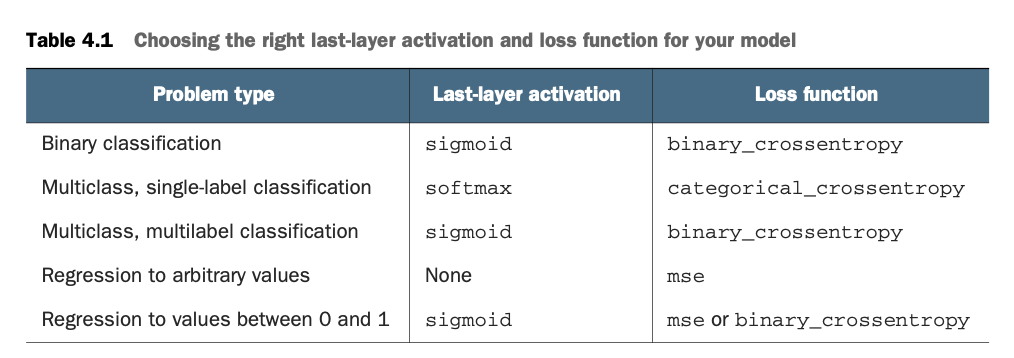 Table 4.1 Choosing the right last-layer activation and loss function for your model
Problem type Last-layer activation Loss function
Binary classification sigmoid binary_crossentropy
Multiclass, single-label classification softmax categorical_crossentropy
Multiclass, multilabel classification sigmoid binary_crossentropy
Regression to arbitrary values None mse
Regression to values between 0 and 1 sigmoid mse or binary_crossentropy